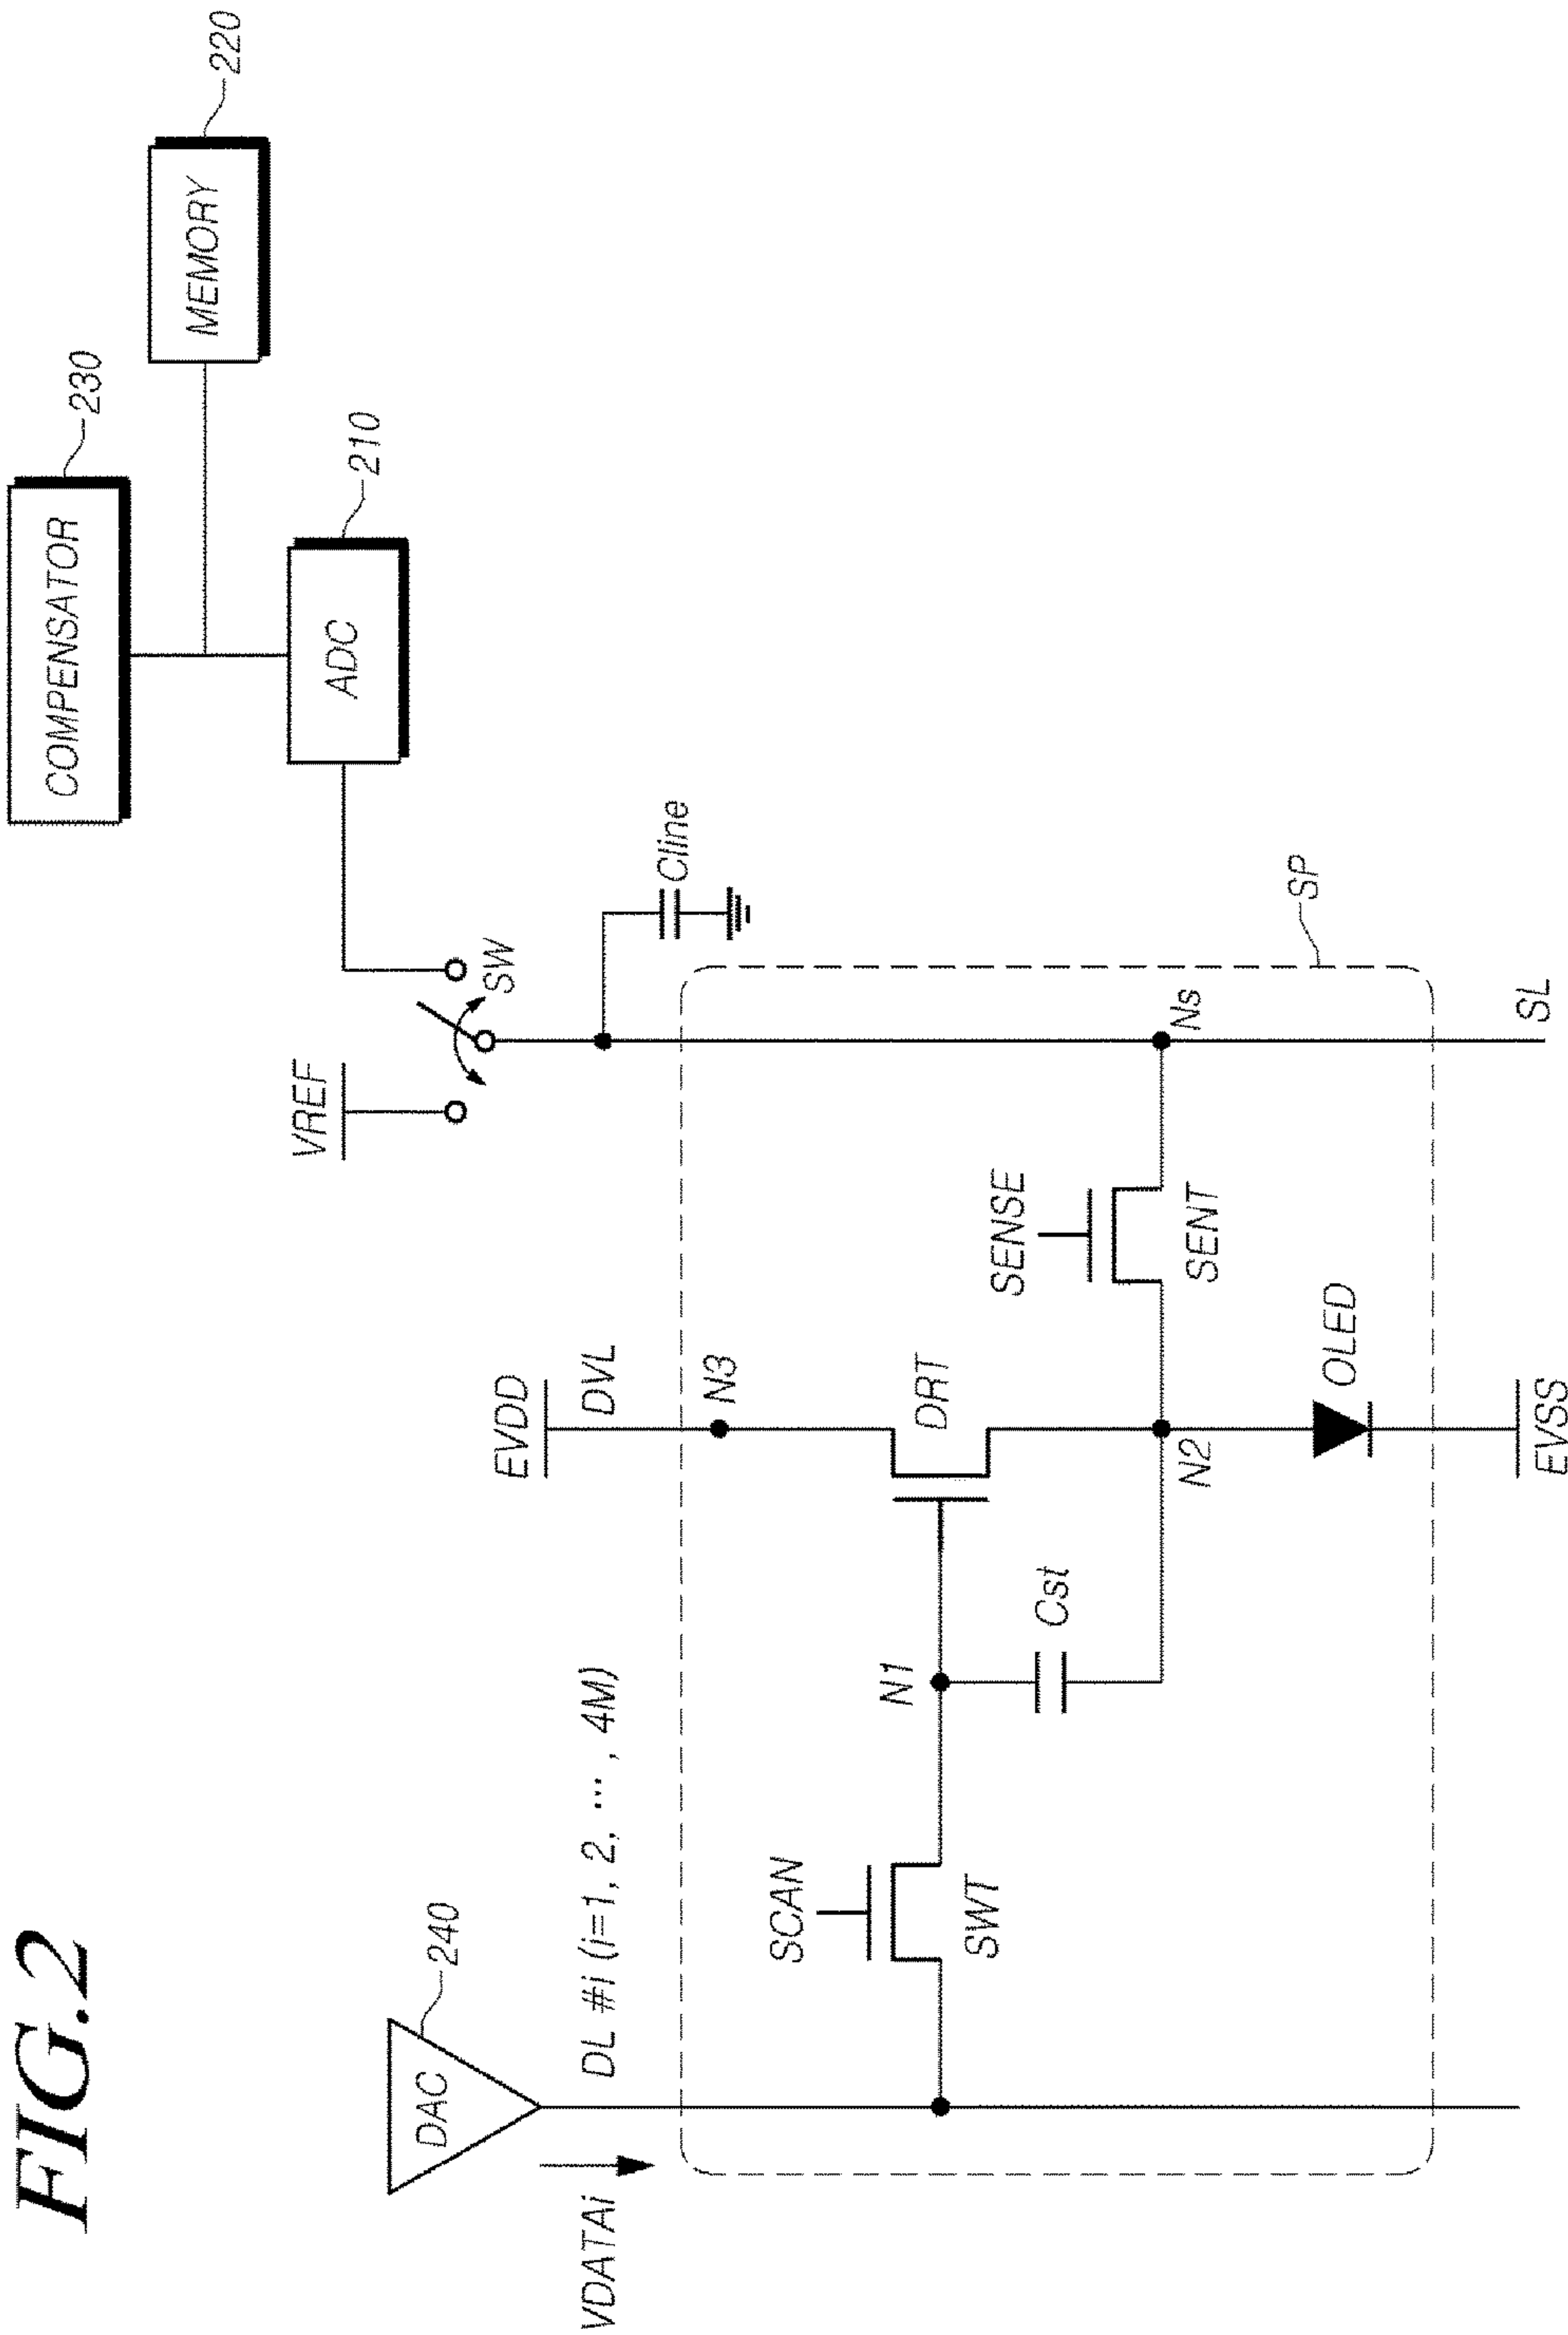 FIG.2
COMPENSATOR
230
MEMORY
220
ADC
210
VREF
SW
Cline
DAC
240
VDATAi
DL #i (i=1, 2, ... , 4M)
EVDD
DVL
N3
SP
SCAN
SWT
N1
DRT
Cst
SENSE
SENT
Ns
N2
OLED
EVSS
SL